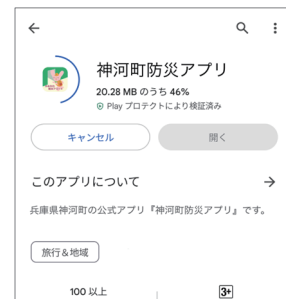 神河町防災アプリ
20.28 MB のうち 46%
Play プロテクトにより検証済み
キャンセル
開く
このアプリについて
兵庫県神河町の公式アプリ『神河町防災アプリ』です。
旅行&地域
100 以上
3+